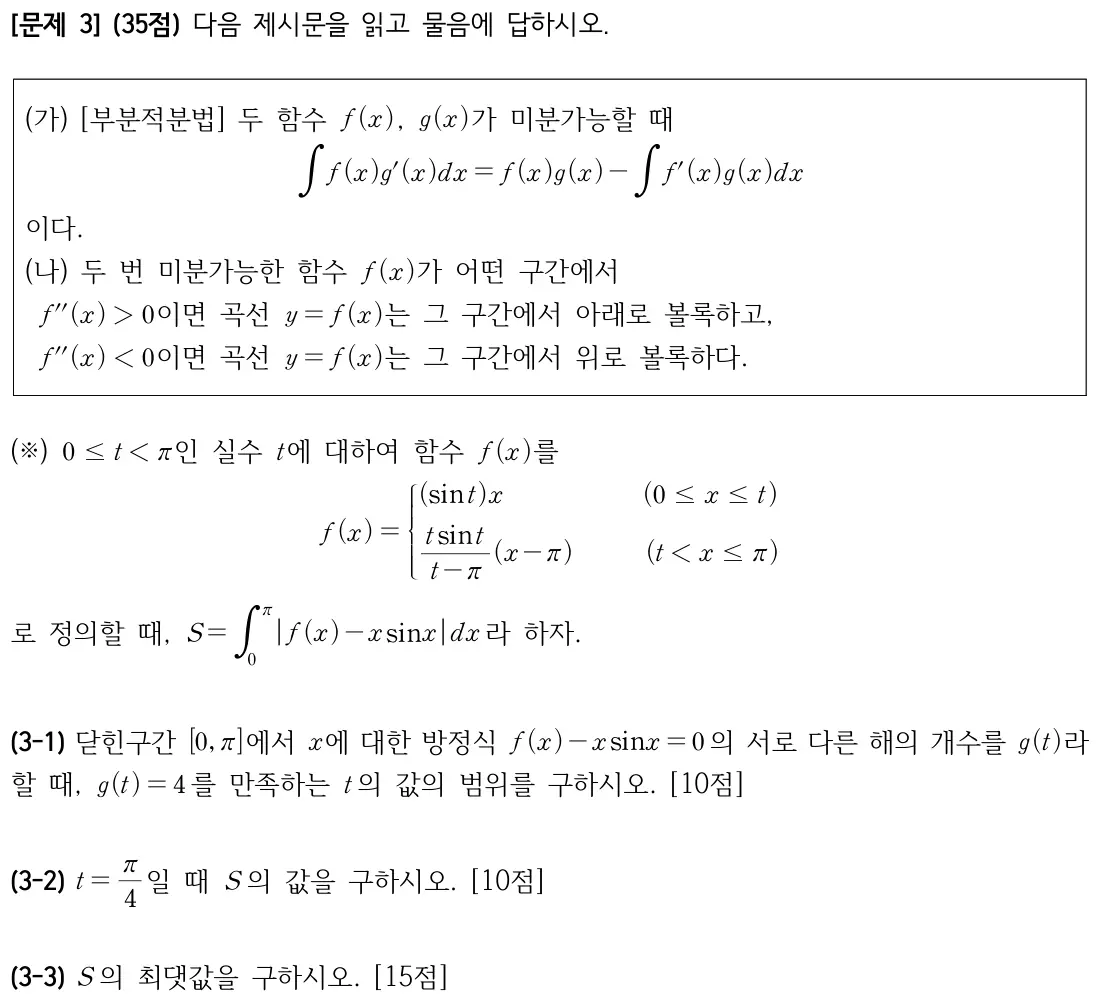 [문제 3] (35점) 다음 제시문을 읽고 물음에 답하시오.
(가) [부분적분법] 두 함수 f(x), g(x)가 미분가능할 때
∫f(x)g′(x)dx = f(x)g(x) − ∫f′(x)g(x)dx
이다.
(나) 두 번 미분가능한 함수 f(x)가 어떤 구간에서
f″(x) > 0이면 곡선 y = f(x)는 그 구간에서 아래로 볼록하고,
f″(x) < 0이면 곡선 y = f(x)는 그 구간에서 위로 볼록하다.
(※) 0 ≤ t < π인 실수 t에 대하여 함수 f(x)를
f(x) = { (sin t)x (0 ≤ x ≤ t)
(t sin t)/(t − π) (x − π) (t < x ≤ π)
로 정의할 때, S = ∫₀^π |f(x) − x sin x| dx라 하자.
(3-1) 닫힌구간 [0, π]에서 x에 대한 방정식 f(x) − x sin x = 0의 서로 다른 해의 개수를 g(t)라
할 때, g(t) = 4를 만족하는 t의 값의 범위를 구하시오. [10점]
(3-2) t = π/4일 때 S의 값을 구하시오. [10점]
(3-3) S의 최댓값을 구하시오. [15점]